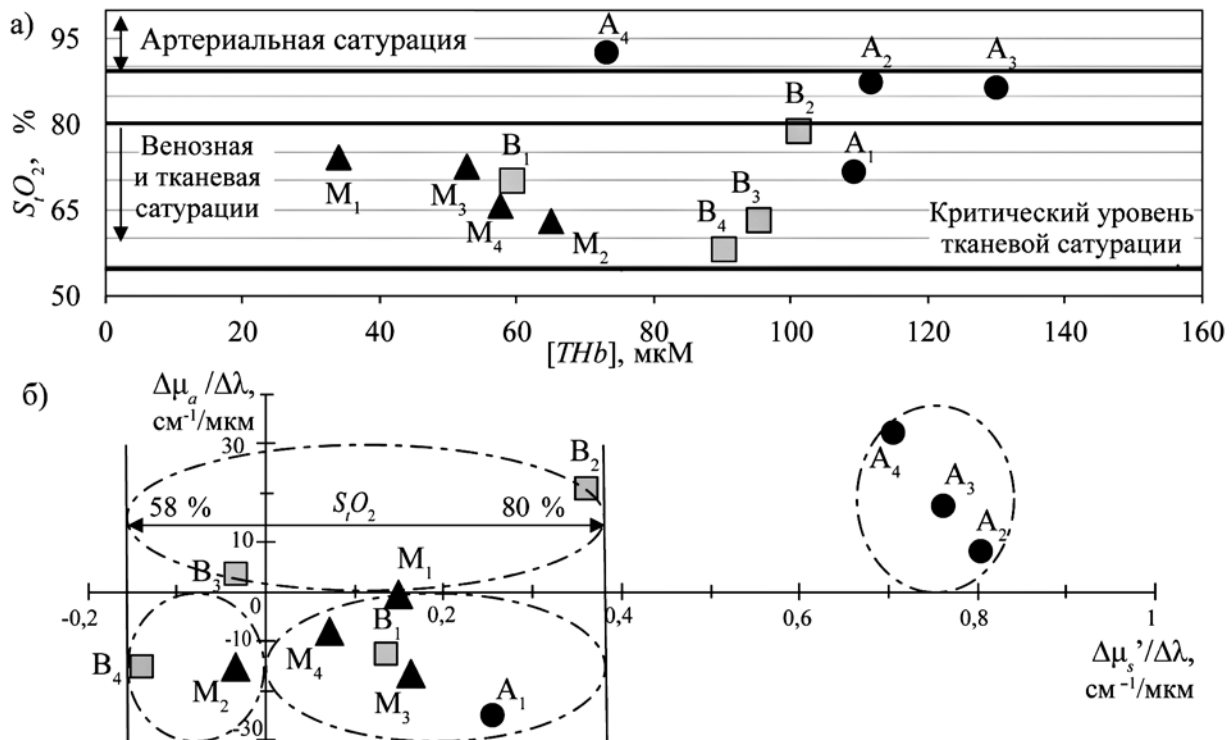 а)
95
80
65
50
StO2, %
Артериальная сатурация
Венозная
и тканевая
сатурации
Критический уровень
тканевой сатурации
A4
A2
A3
B2
A1
B1
M1
M3
M4
M2
B3
B4
0 20 40 60 80 100 120 140 160
[THb], мкМ
б)
Δμa /Δλ,
см-1/мкм
30
10
0
-10
-30
58 % StO2 80 %
B2
A4
A3
A2
B3
M1
B1
M4
B4
M2
M3
A1
-0,2 0,2 0,4 0,6 0,8 1
Δμs’/Δλ,
см -1/мкм